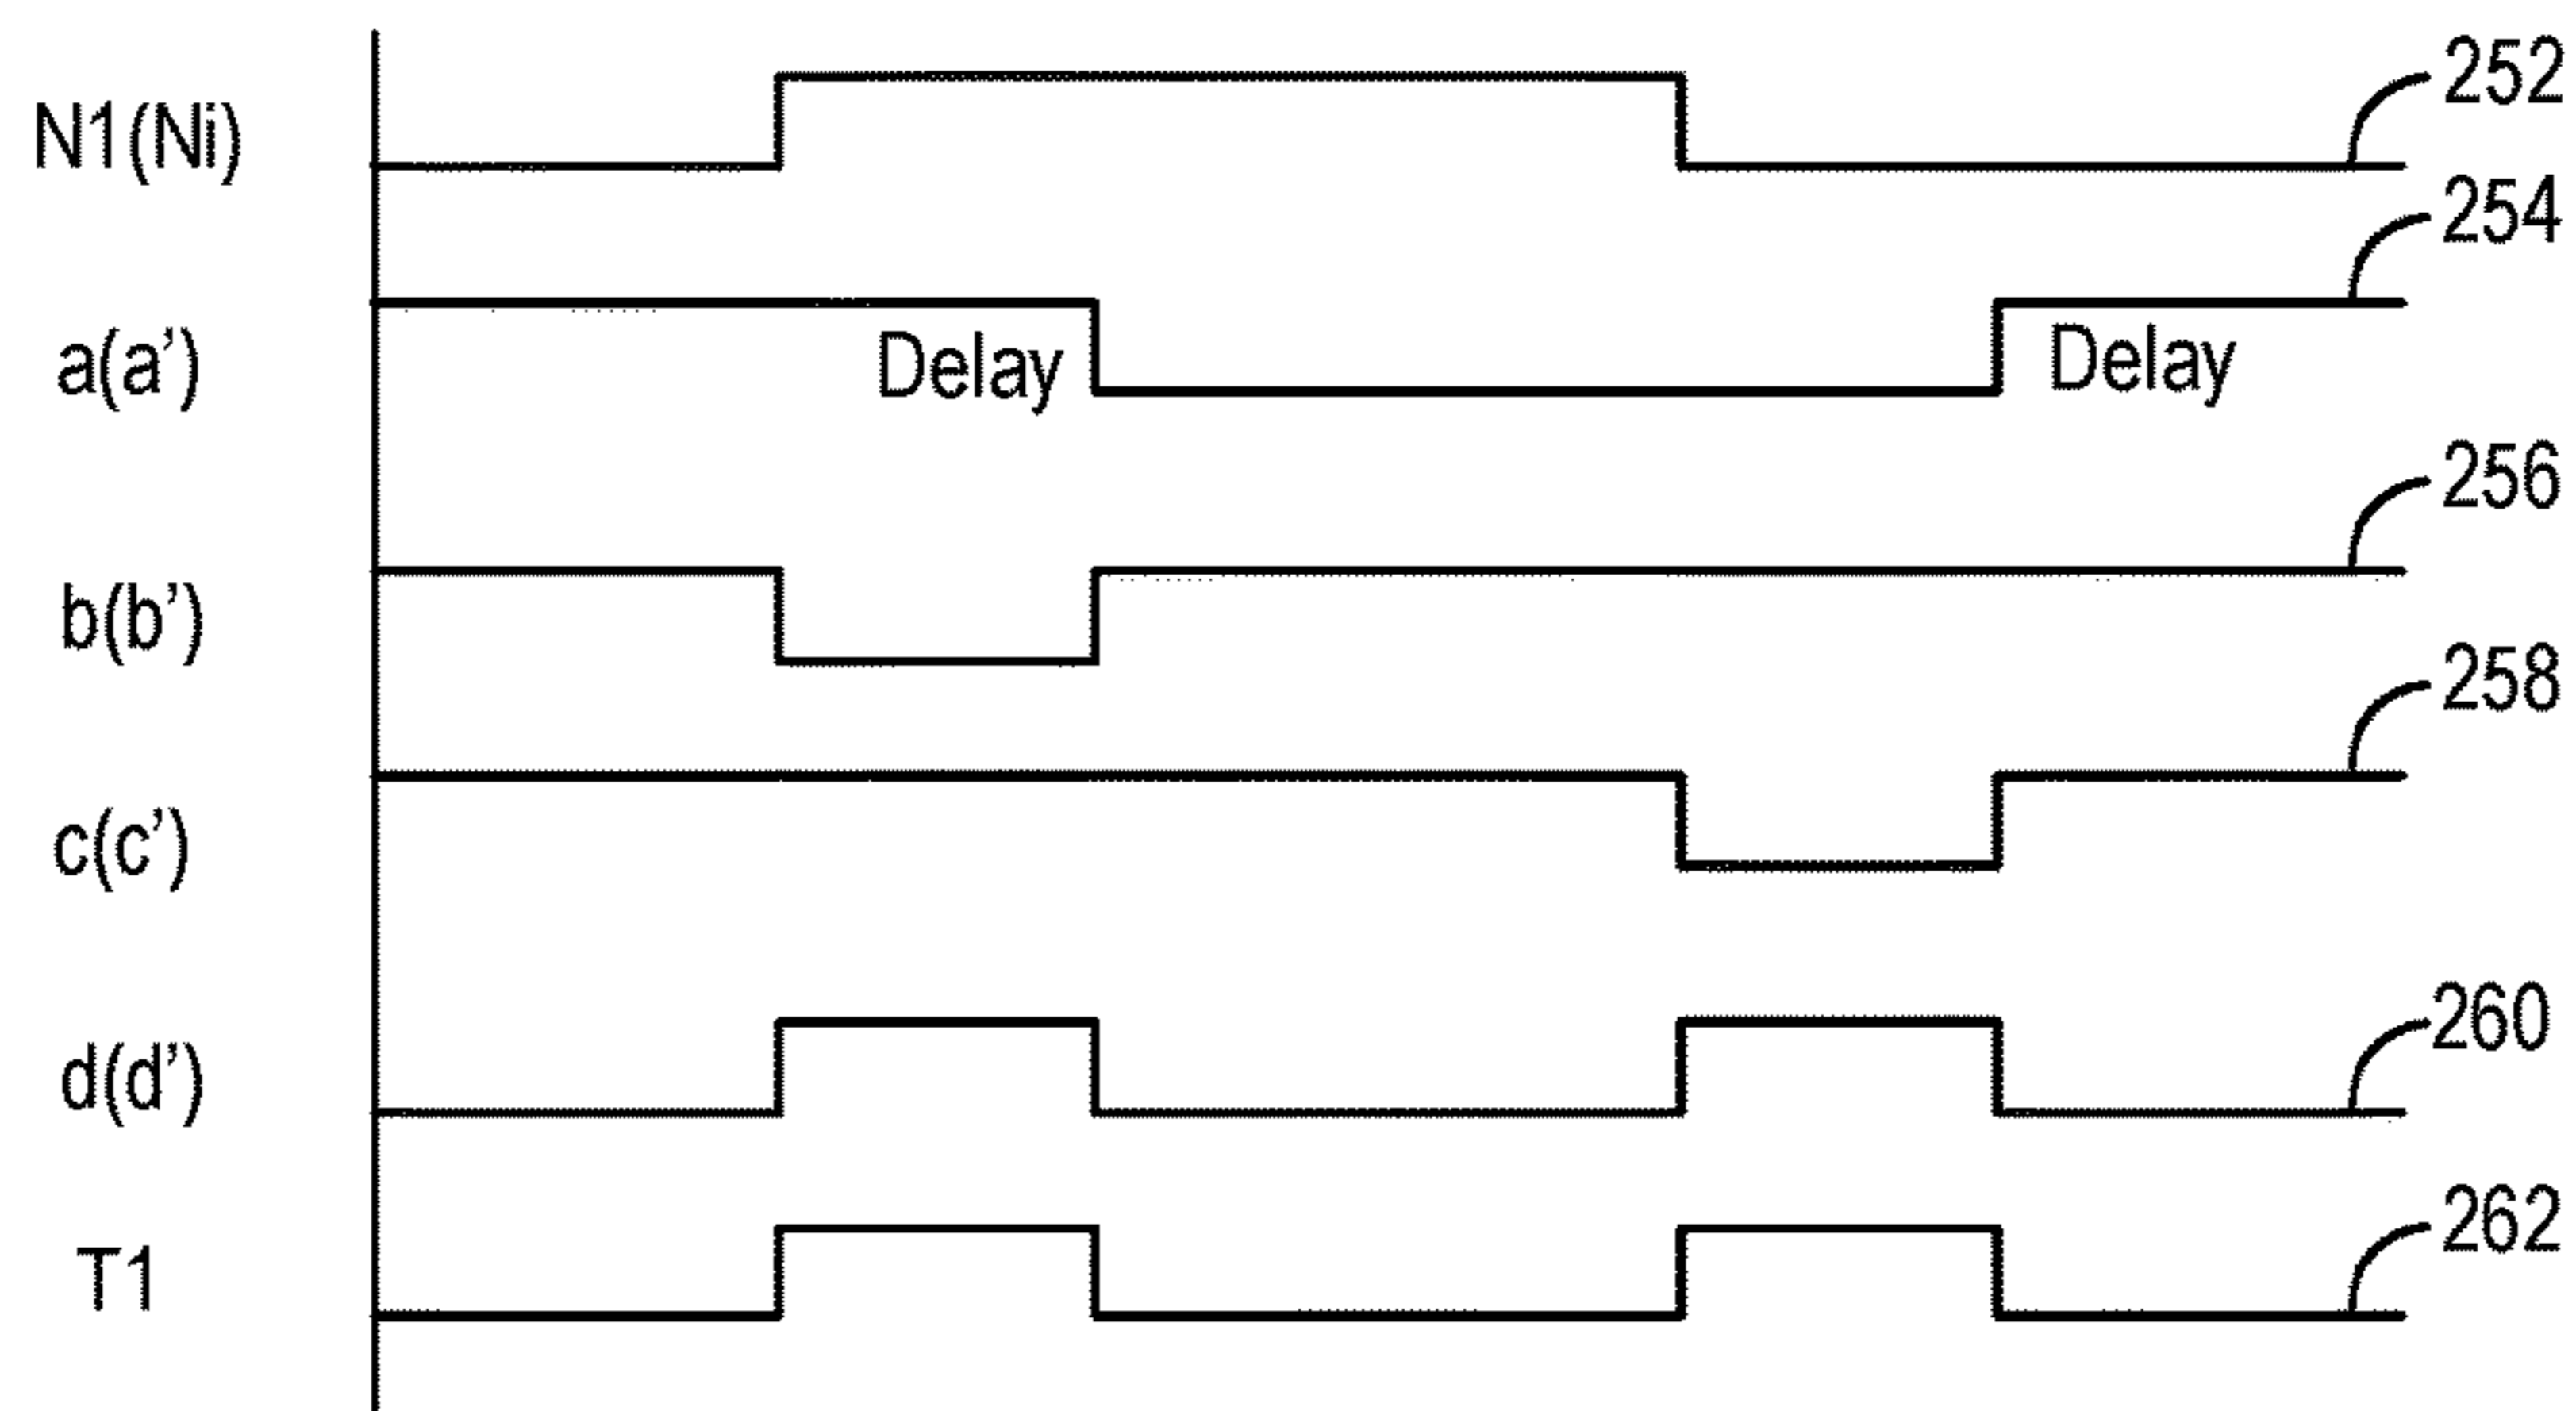 N1(Ni) 252
254
a(a’) Delay Delay
256
b(b’)
258
c(c’)
260
d(d’)
262
T1